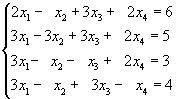 2x₁ - x₂+3x₃+ 2x₄ = 6
3x₁-3x₂+3x₃+ 2x₄ = 5
3x₁- x₂- x₃+ 2x₄ = 3
3x₁- x₂+ 3x₃- x₄ = 4